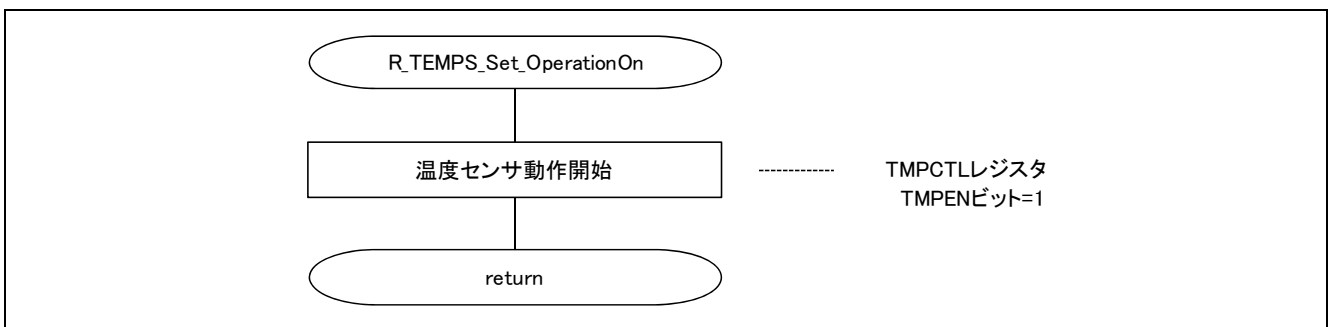 R_TEMPS_Set_OperationOn
温度センサ動作開始
TMPCTLレジスタ
TMPENビット=1
return